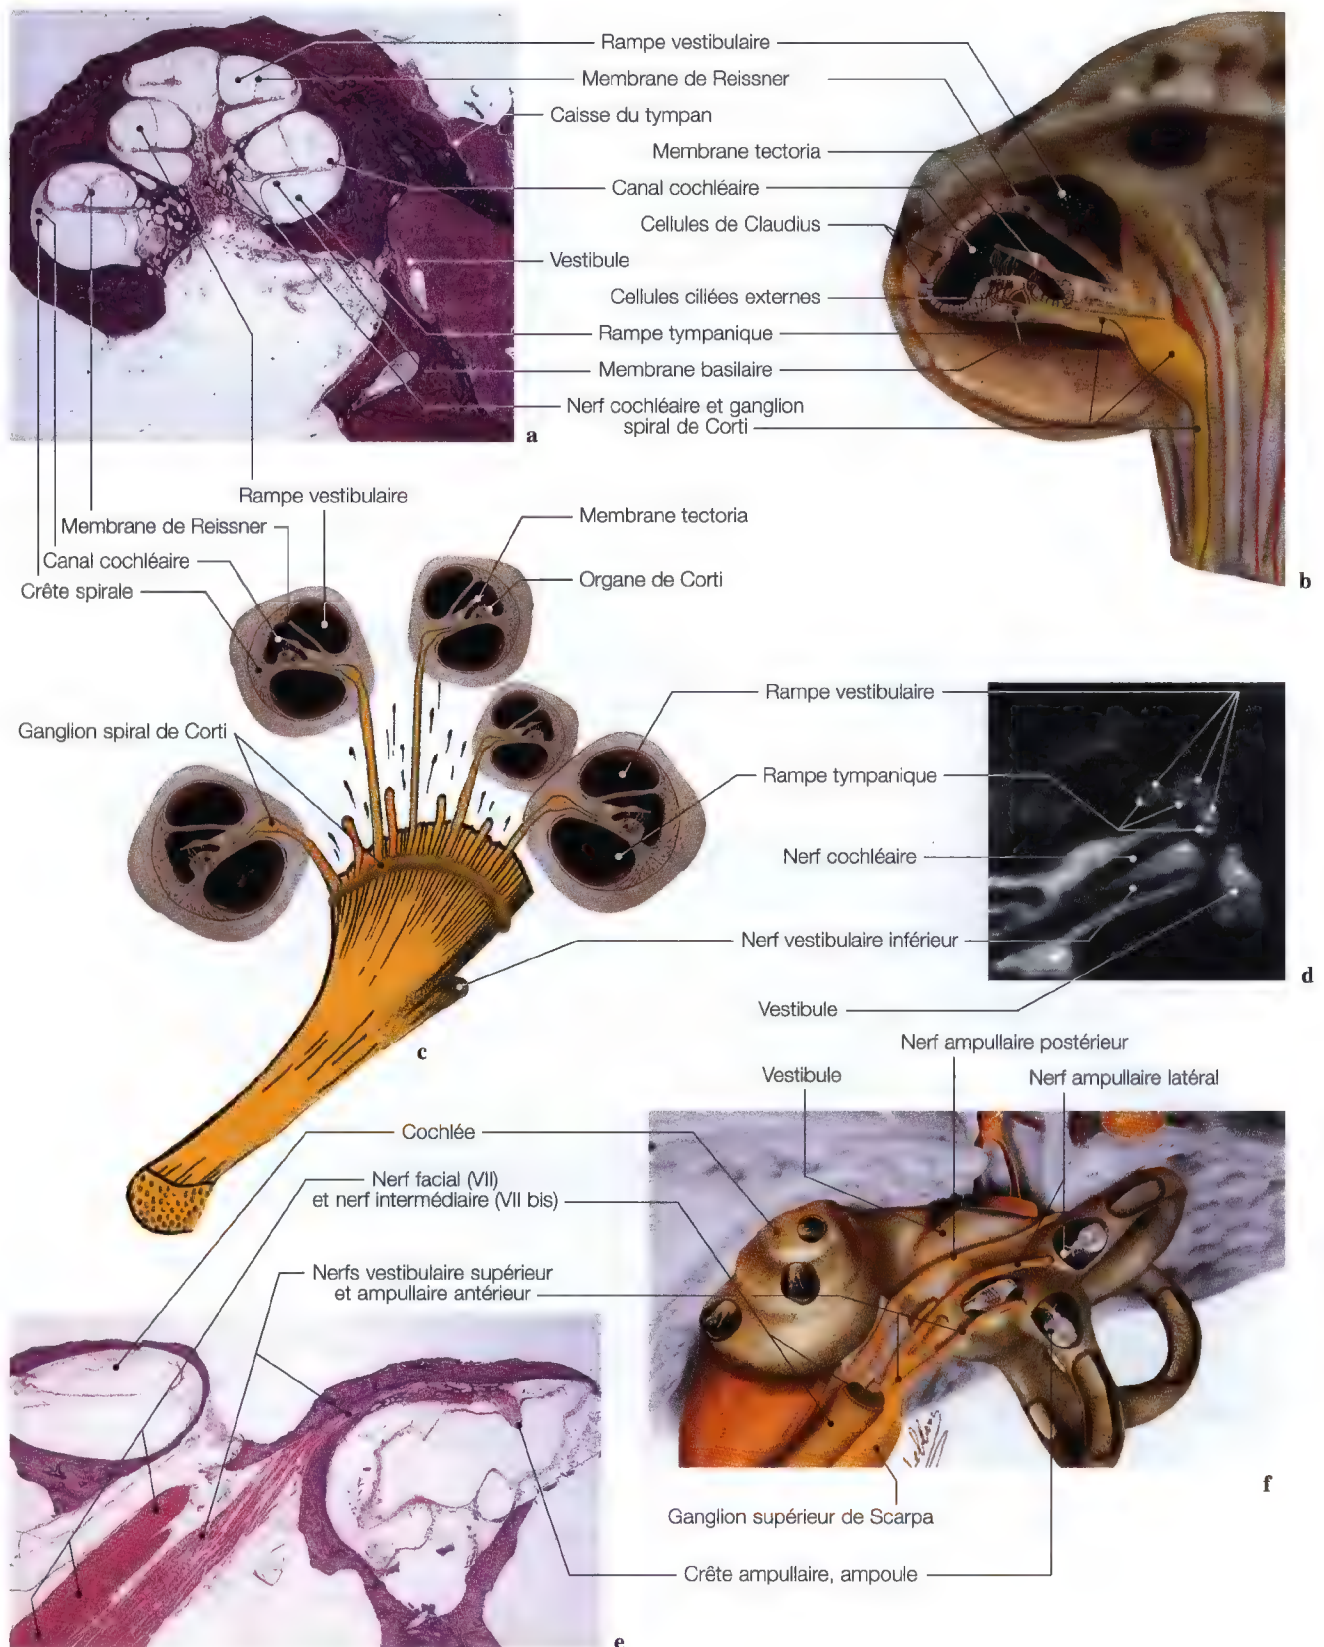 Rampe vestibulaire
Membrane de Reissner
Caisse du tympan
Membrane tectoria
Canal cochléaire
Cellules de Claudius
Vestibule
Cellules ciliées externes
Rampe tympanique
Membrane basilaire
Nerf cochléaire et ganglion
spiral de Corti
a
b
Rampe vestibulaire
Membrane de Reissner
Canal cochléaire
Crête spirale
Membrane tectoria
Organe de Corti
Ganglion spiral de Corti
Rampe vestibulaire
Rampe tympanique
Nerf cochléaire
Nerf vestibulaire inférieur
Vestibule
d
c
Nerf ampullaire postérieur
Vestibule
Nerf ampullaire latéral
Cochlée
Nerf facial (VII)
et nerf intermédiaire (VII bis)
Nerfs vestibulaire supérieur
et ampullaire antérieur
Ganglion supérieur de Scarpa
Crête ampullaire, ampoule
f
e